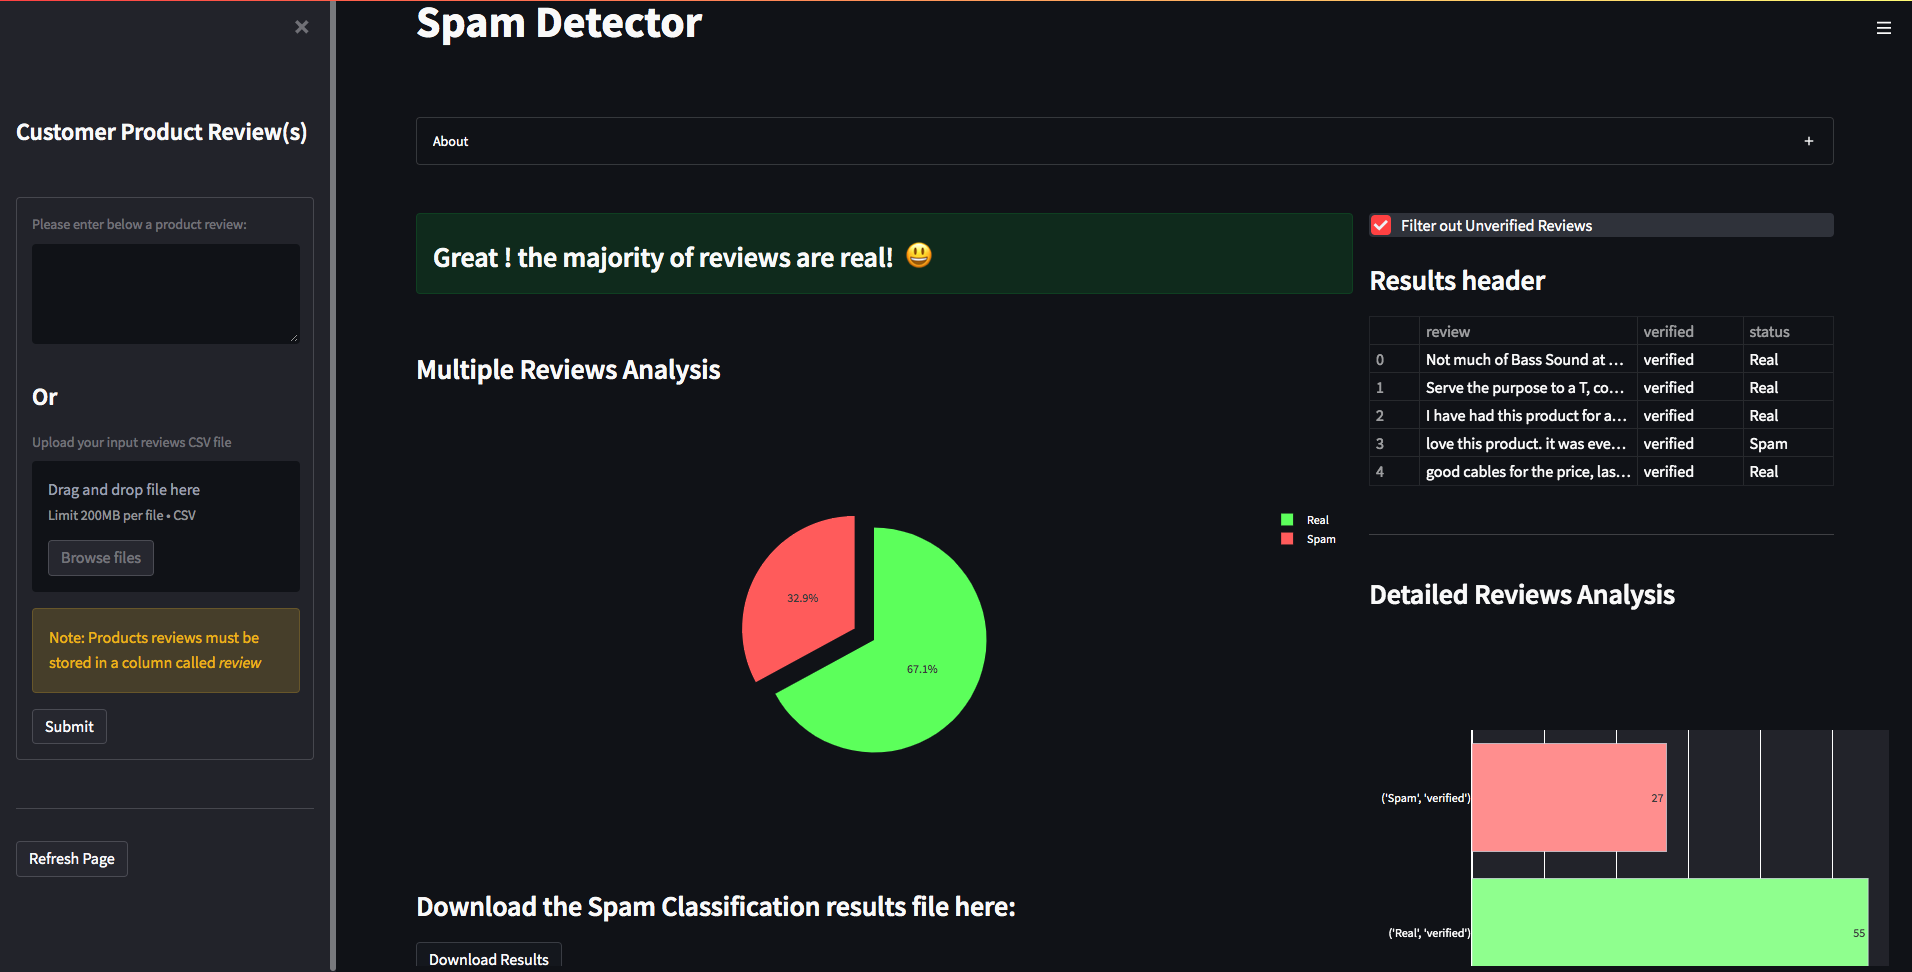 ×
Customer Product Review(s)
Please enter below a product review:
Or
Upload your input reviews CSV file
Drag and drop file here
Limit 200MB per file • CSV
Browse files
Note: Products reviews must be
stored in a column called review
Submit
Refresh Page
Spam Detector
About +
Great ! the majority of reviews are real! 😃
Multiple Reviews Analysis
Real
Spam
32.9%
67.1%
Download the Spam Classification results file here:
Download Results
Filter out Unverified Reviews
Results header
review verified status
0 Not much of Bass Sound at ... verified Real
1 Serve the purpose to a T, co... verified Real
2 I have had this product for a... verified Real
3 love this product. it was eve... verified Spam
4 good cables for the price, las... verified Real
Detailed Reviews Analysis
('Spam', 'verified') 27
('Real', 'verified') 55